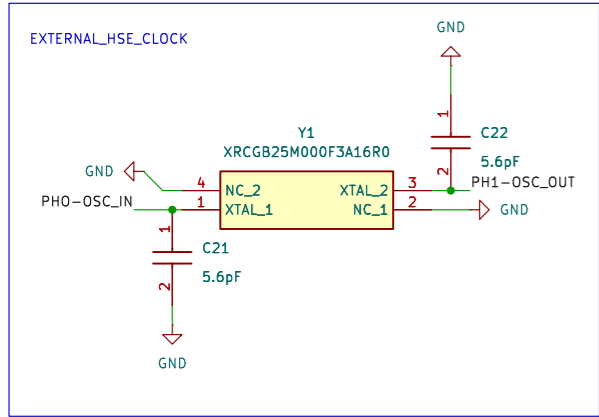 GND
EXTERNAL_HSE_CLOCK
1
C22
5.6pF
2
Y1
XRCGB25M000F3A16R0
GND
4 NC_2 XTAL_2 3 PH1-OSC_OUT
PH0-OSC_IN 1 XTAL_1 NC_1 2 GND
1
C21
5.6pF
2
GND